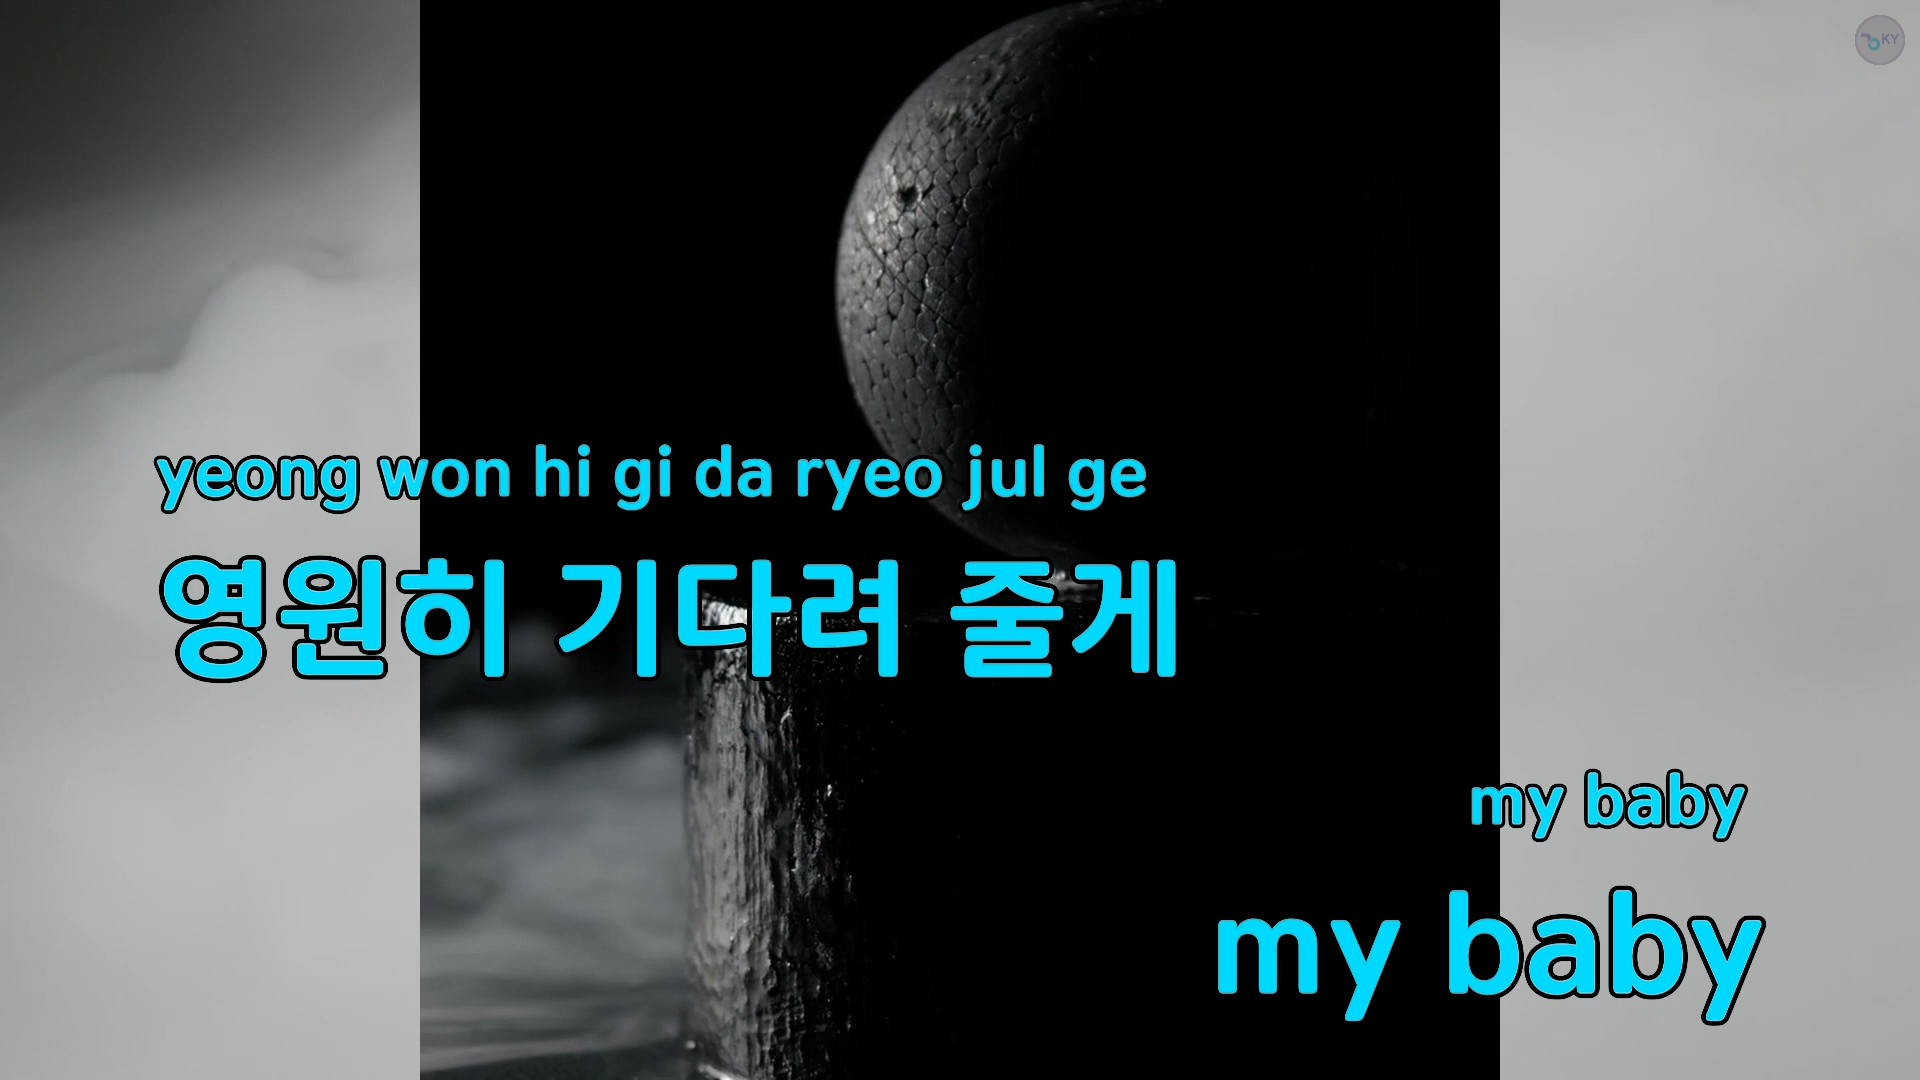 KY
yeong won hi gi da ryeo jul ge
영원히 기다려 줄게
my baby
my baby